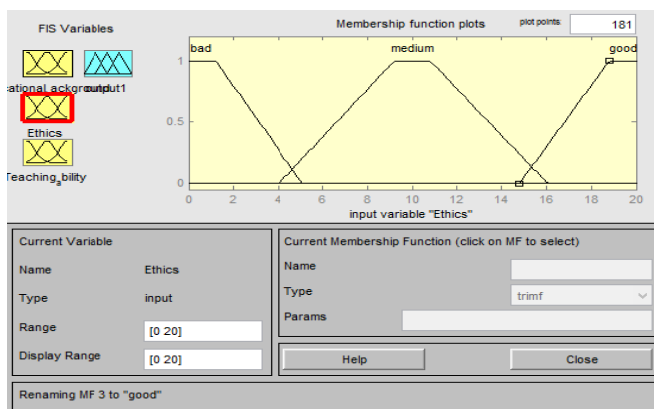 FIS Variables
Membership function plots
plot points:
181
bad
medium
good
1
0.5
0
0 2 4 6 8 10 12 14 16 18 20
input variable "Ethics"
Ethics
Current Variable
Name Ethics
Type input
Range [0 20]
Display Range [0 20]
Current Membership Function (click on MF to select)
Name
Type trimf
Params
Help
Close
Renaming MF 3 to "good"